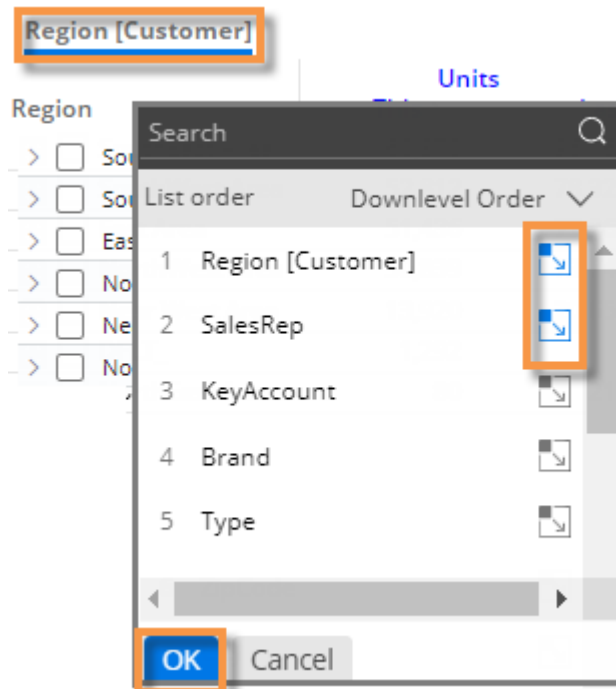 Region [Customer]
Units
Region
Search
List order Downlevel Order
1 Region [Customer]
2 SalesRep
3 KeyAccount
4 Brand
5 Type
OK Cancel